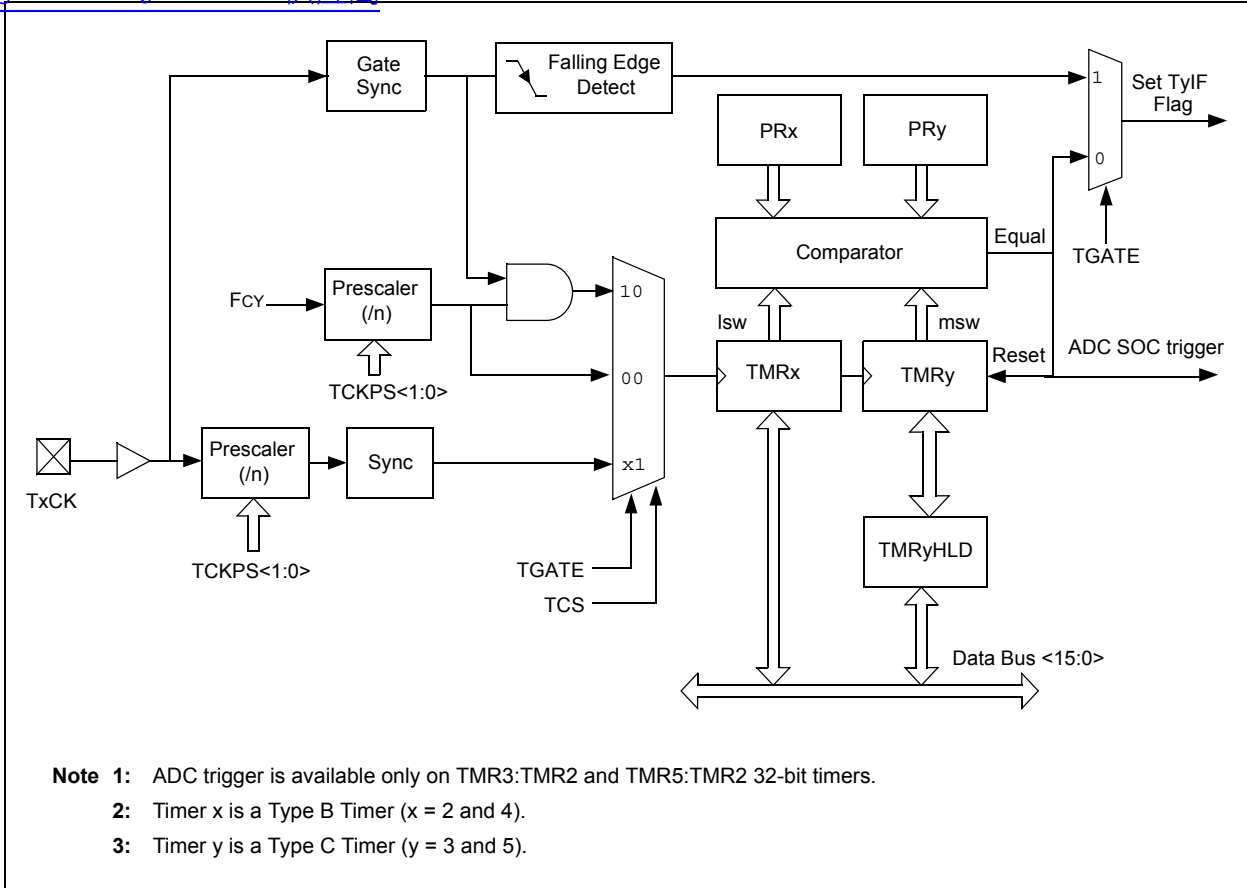 Gate
Sync
Falling Edge
Detect
1
Set TyIF
Flag
PRx
PRy
0
Comparator
Equal
TGATE
FCY
Prescaler
(/n)
10
lsw
msw
TCKPS<1:0>
00
TMRx
TMRy
Reset
ADC SOC trigger
TxCK
Prescaler
(/n)
Sync
x1
TCKPS<1:0>
TGATE
TCS
TMRyHLD
Data Bus <15:0>
Note 1: ADC trigger is available only on TMR3:TMR2 and TMR5:TMR2 32-bit timers.
2: Timer x is a Type B Timer (x = 2 and 4).
3: Timer y is a Type C Timer (y = 3 and 5).